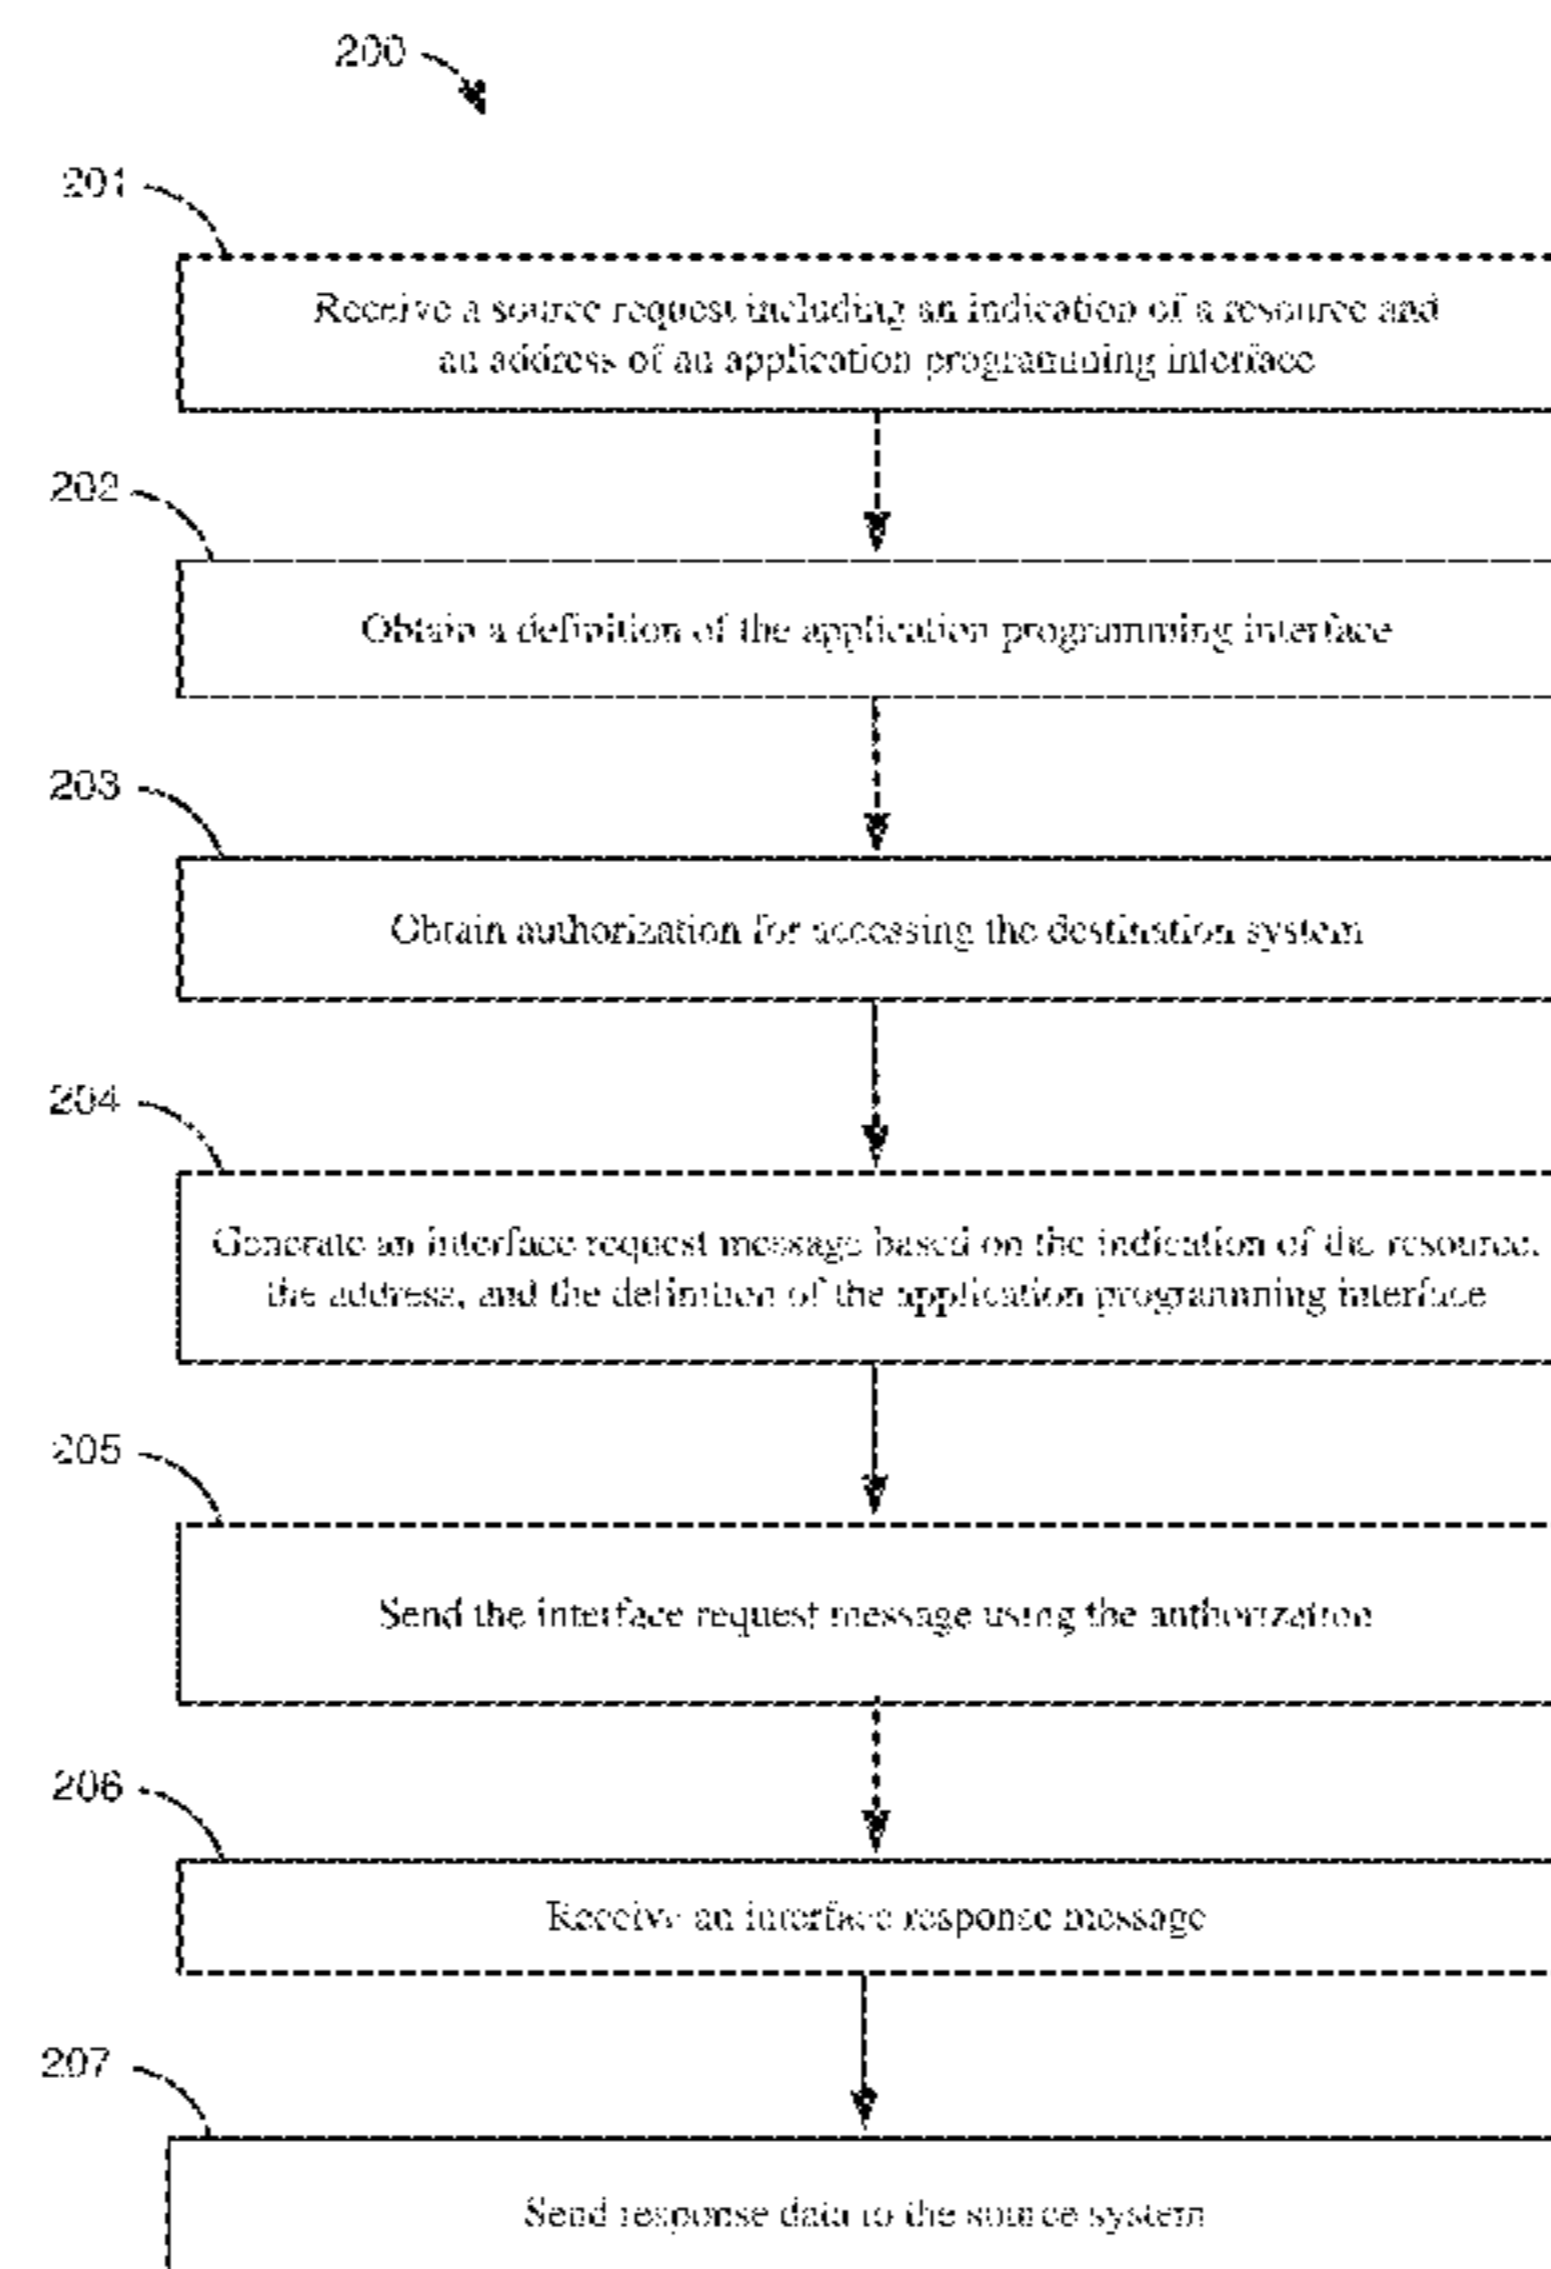 200
201
Receive a source request including an indication of a resource and
an address of an application programming interface
202
Obtain a definition of the application programming interface
203
Obtain authorization for accessing the destination system
204
Generate an interface request message based on the indication of the resource,
the address, and the definition of the application programming interface
205
Send the interface request message using the authorization
206
Receive an interface response message
207
Send response data to the source system